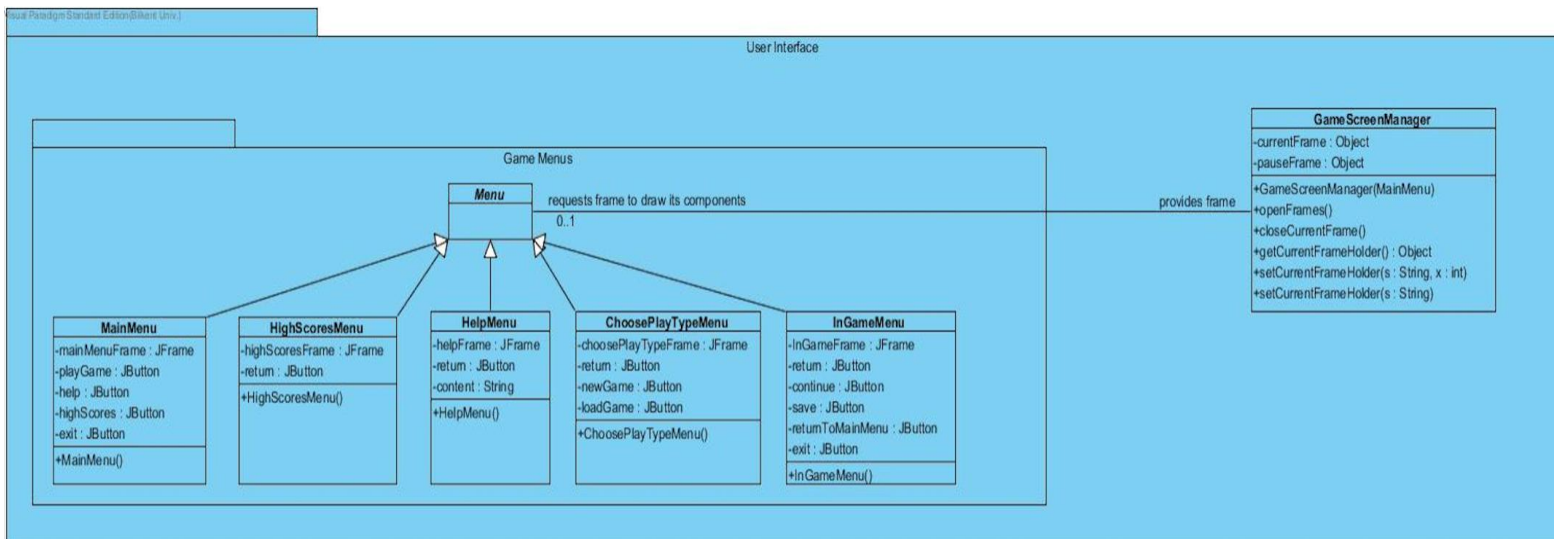 Visual Paradigm Standard Edition(Bilkent Univ.)
User Interface
Game Menus
Menu
requests frame to draw its components
0..1
provides frame
GameScreenManager
-currentFrame : Object
-pauseFrame : Object
+GameScreenManager(MainMenu)
+openFrames()
+closeCurrentFrame()
+getCurrentFrameHolder() : Object
+setCurrentFrameHolder(s : String, x : int)
+setCurrentFrameHolder(s : String)
MainMenu
-mainMenuFrame : JFrame
-playGame : JButton
-help : JButton
-highScores : JButton
-exit : JButton
+MainMenu()
HighScoresMenu
-highScoresFrame : JFrame
-return : JButton
+HighScoresMenu()
HelpMenu
-helpFrame : JFrame
-return : JButton
-content : String
+HelpMenu()
ChoosePlayTypeMenu
-choosePlayTypeFrame : JFrame
-return : JButton
-newGame : JButton
-loadGame : JButton
+ChoosePlayTypeMenu()
InGameMenu
-InGameFrame : JFrame
-return : JButton
-continue : JButton
-save : JButton
-returnToMainMenu : JButton
-exit : JButton
+InGameMenu()